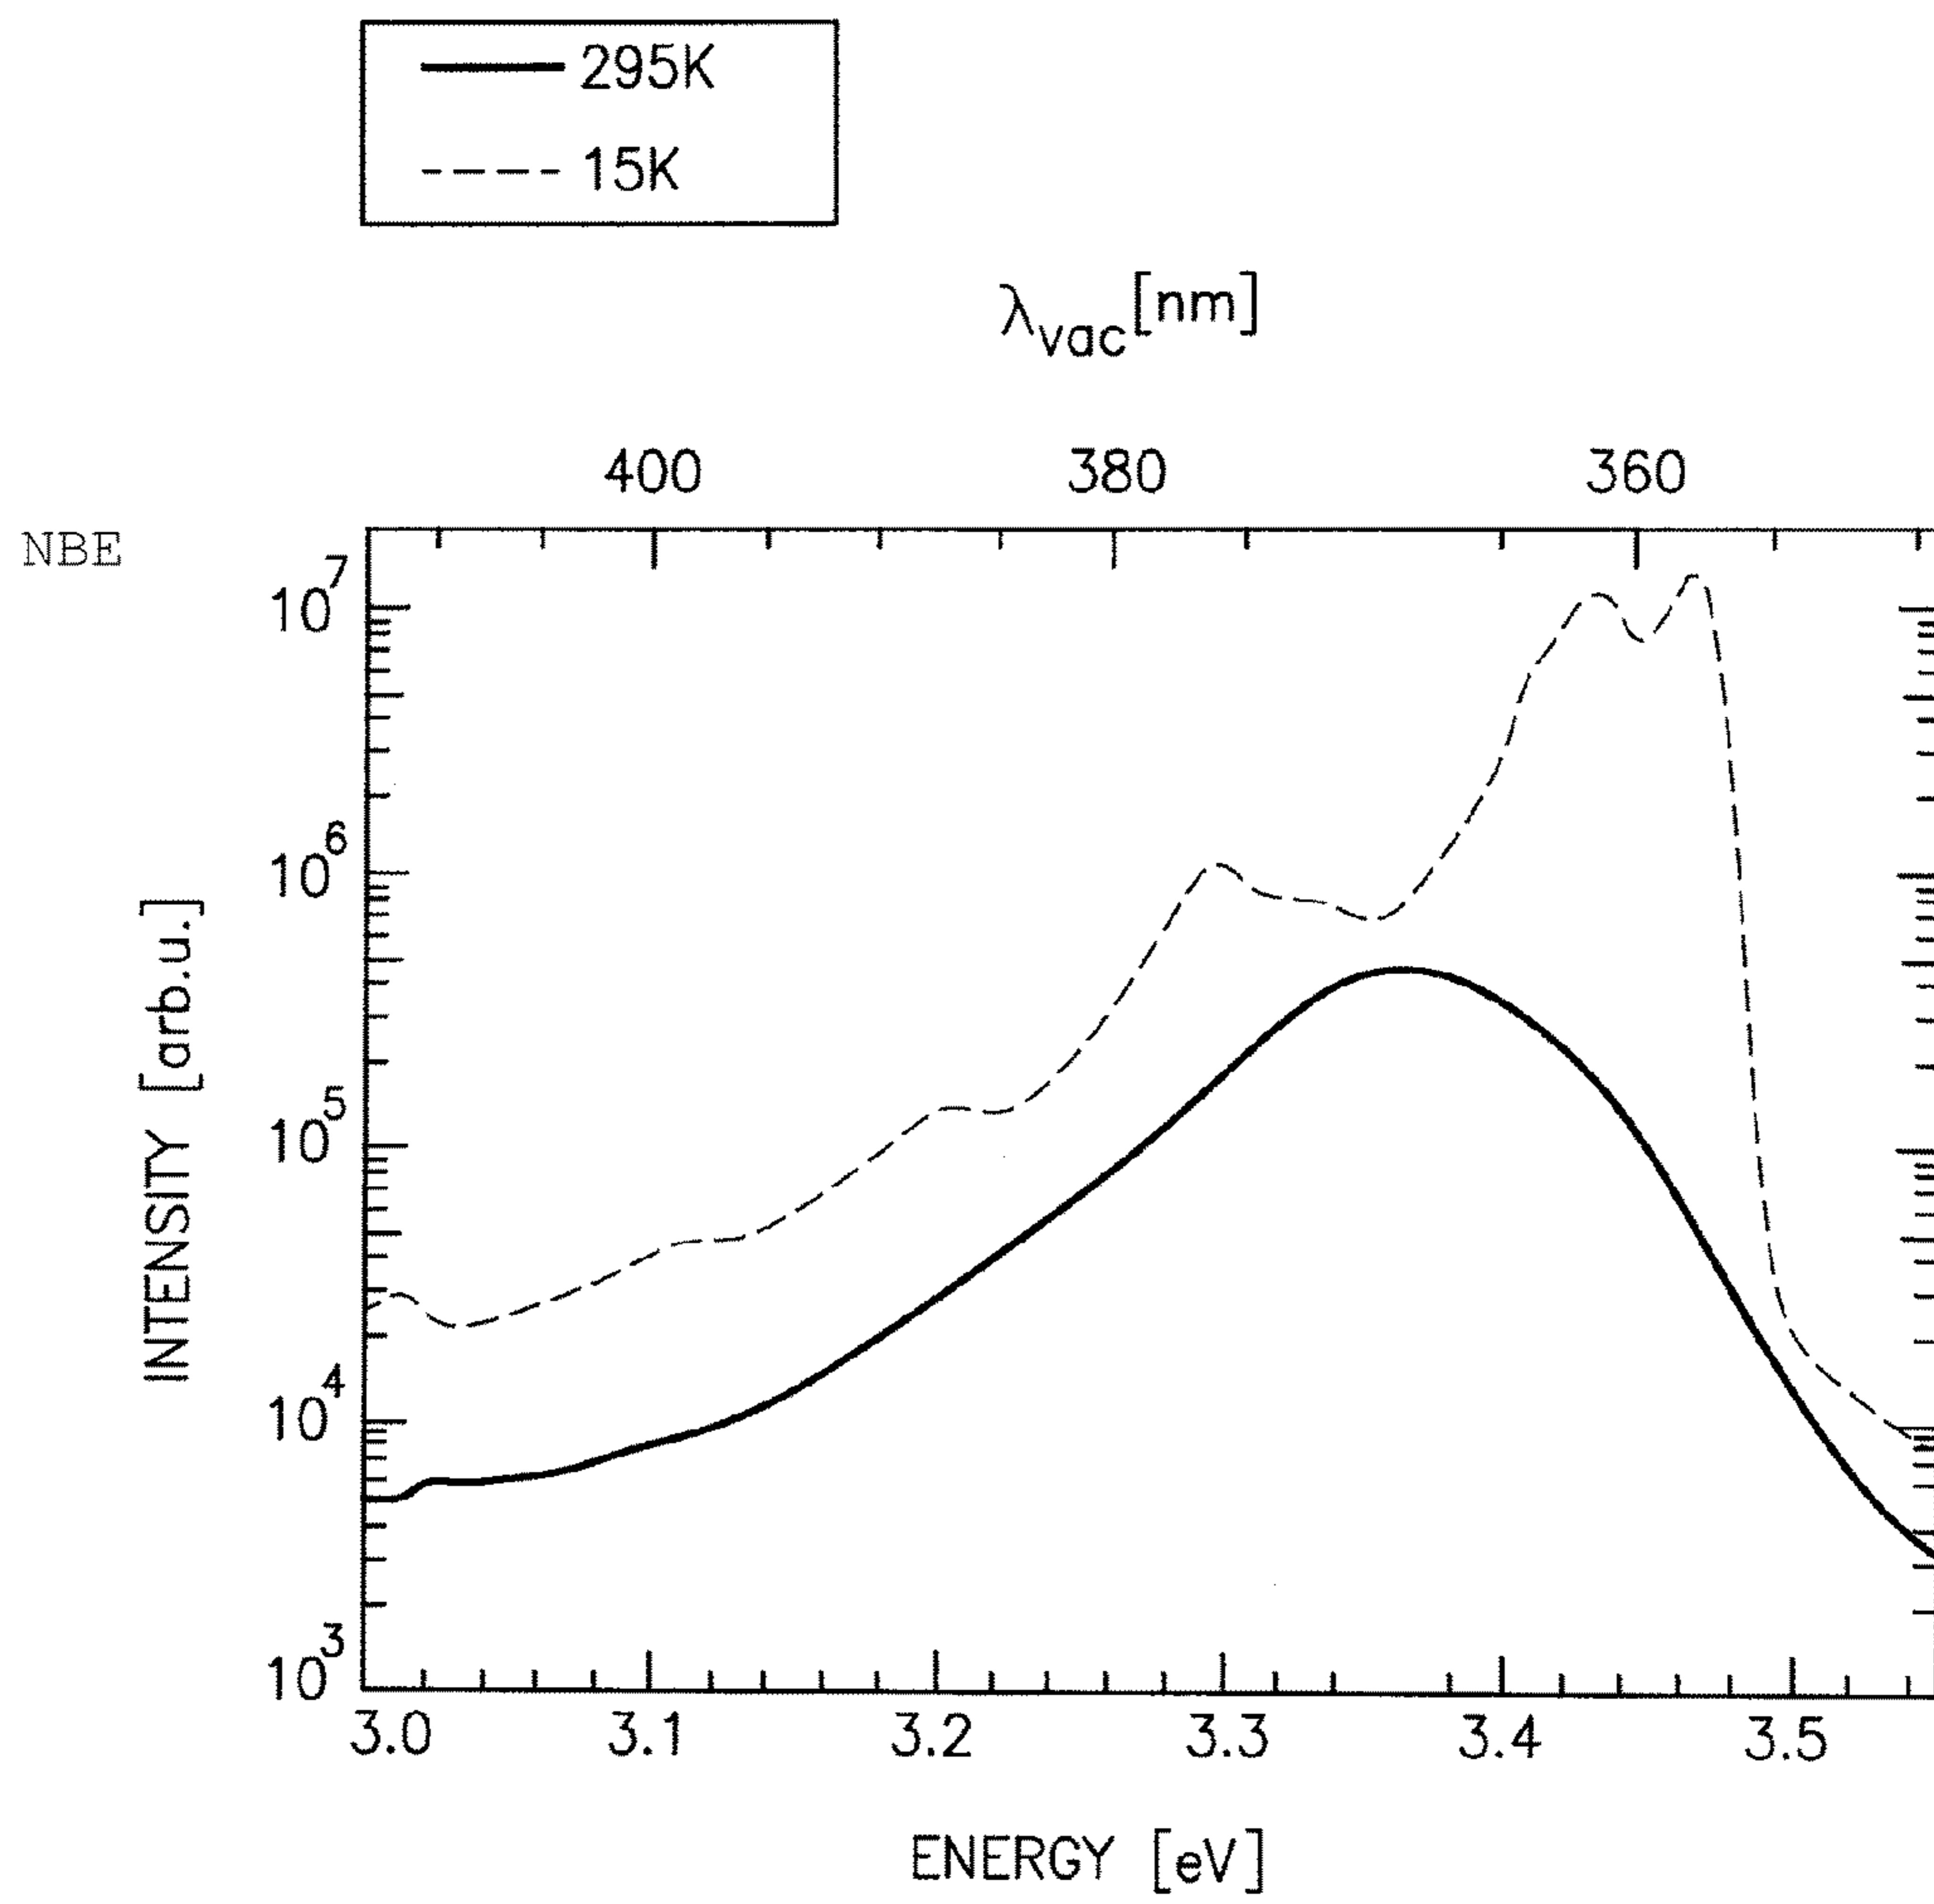 295K
15K
λvac[nm]
400 380 360
NBE
10^7
10^6
10^5
10^4
10^3
INTENSITY [arb.u.]
3.0 3.1 3.2 3.3 3.4 3.5
ENERGY [eV]